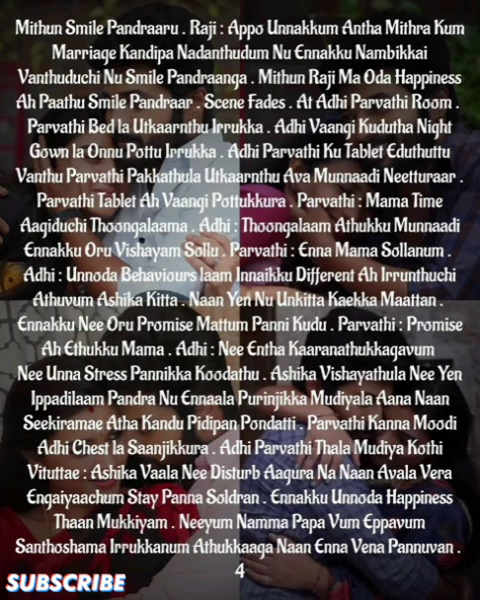 Mithun Smile Pandraaru . Raji : Appo Unnakkum Antha Mithra Kum
Marriage Kandipa Nadanthudum Nu Ennakku Nambikkai
Vanthuduchi Nu Smile Pandraanga . Mithun Raji Ma Oda Happiness
Ah Paathu Smile Pandraar . Scene Fades . At Adhi Parvathi Room .
Parvathi Bed la Utkaarnthu Irrukka . Adhi Vaangi Kudutha Night
Gown la Onnu Pottu Irrukka . Adhi Parvathi Ku Tablet Eduthuttu
Vanthu Parvathi Pakkathula Utkaarnthu Ava Munnaadi Neetturaar .
Parvathi Tablet Ah Vaangi Pottukkura . Parvathi : Mama Time
Aagiduchi Thoongalaama . Adhi : Thoongalaam Athukku Munnaadi
Ennakku Oru Vishayam Sollu . Parvathi : Enna Mama Sollanum .
Adhi : Unnoda Behaviours laam Innaikku Different Ah Irrunthuchi
Athuvum Ashika Kitta . Naan Yen Nu Unkitta Kaekka Maattan .
Ennakku Nee Oru Promise Mattum Panni Kudu . Parvathi : Promise
Ah Ethukku Mama . Adhi : Nee Entha Kaaranathukkagavum
Nee Unna Stress Pannikka Koodathu . Ashika Vishayathula Nee Yen
Ippadilaam Pandra Nu Ennaala Purinjikka Mudiyala Aana Naan
Seekiramae Atha Kandu Pidipan Pondatti . Parvathi Kanna Moodi
Adhi Chest la Saanjikkura . Adhi Parvathi Thala Mudiya Kothi
Vituttae : Ashika Vaala Nee Disturb Aagura Na Naan Avala Vera
Engaiyaachum Stay Panna Soldran . Ennakku Unnoda Happiness
Thaan Mukkiyam . Neeyum Namma Papa Vum Eppavum
Santhoshama Irrukkanum Athukkaaga Naan Enna Vena Pannuvan .
4
SUBSCRIBE